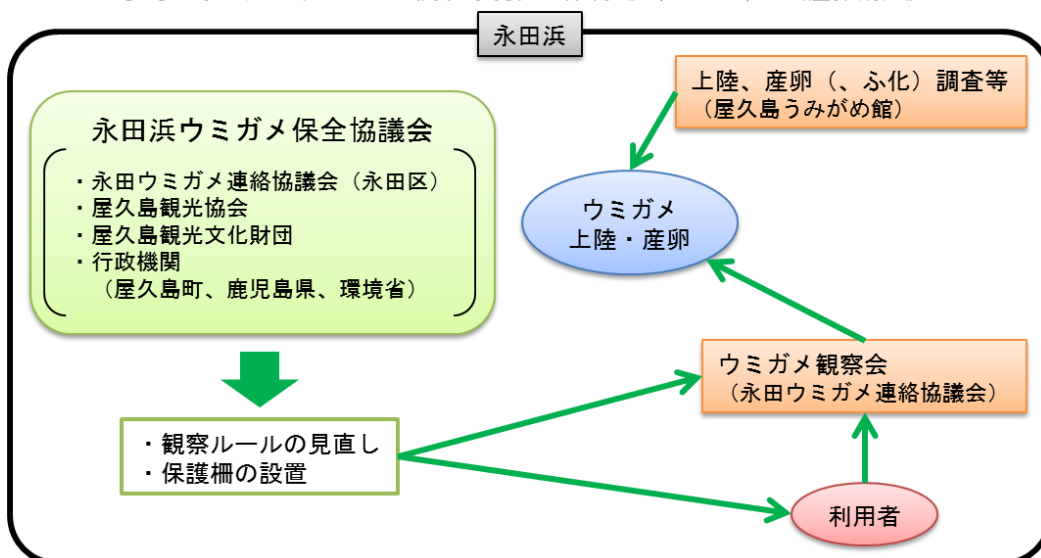 永田浜
永田浜ウミガメ保全協議会
・永田ウミガメ連絡協議会（永田区）
・屋久島観光協会
・屋久島観光文化財団
・行政機関
（屋久島町、鹿児島県、環境省）
・観察ルールの見直し
・保護柵の設置
上陸、産卵（、ふ化）調査等
（屋久島うみがめ館）
ウミガメ
上陸・産卵
ウミガメ観察会
（永田ウミガメ連絡協議会）
利用者